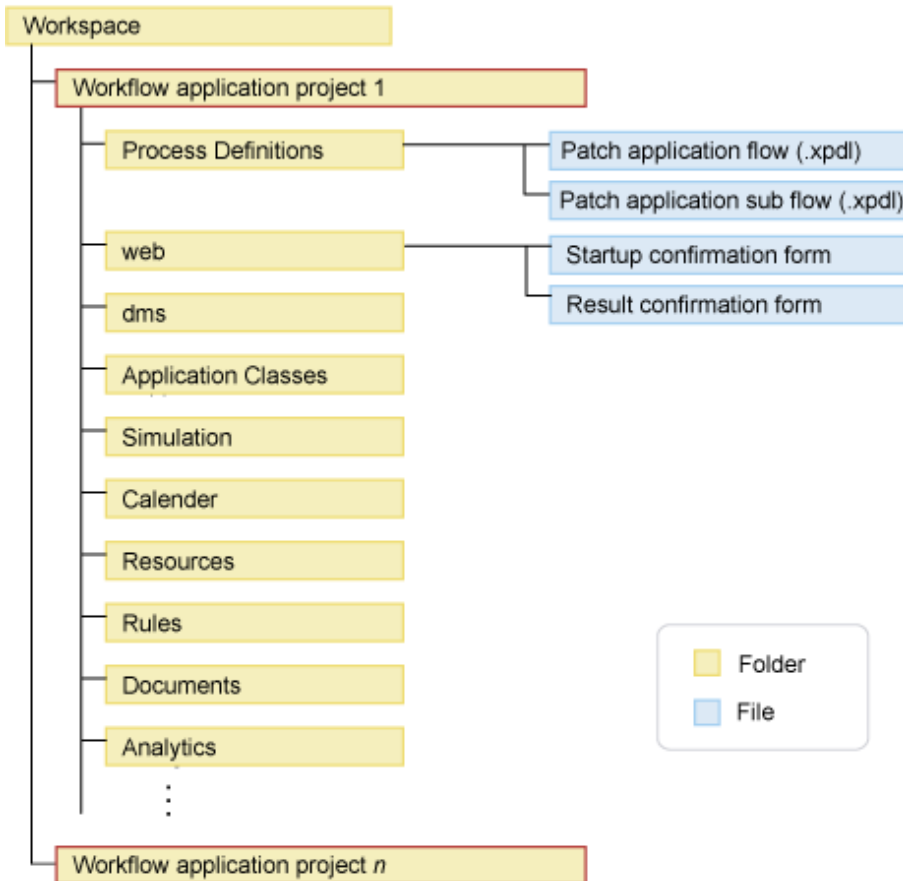 Workspace
Workflow application project 1
Process Definitions
Patch application flow (.xpdl)
Patch application sub flow (.xpdl)
web
Startup confirmation form
Result confirmation form
dms
Application Classes
Simulation
Calender
Resources
Rules
Documents
Analytics
Folder
File
Workflow application project n